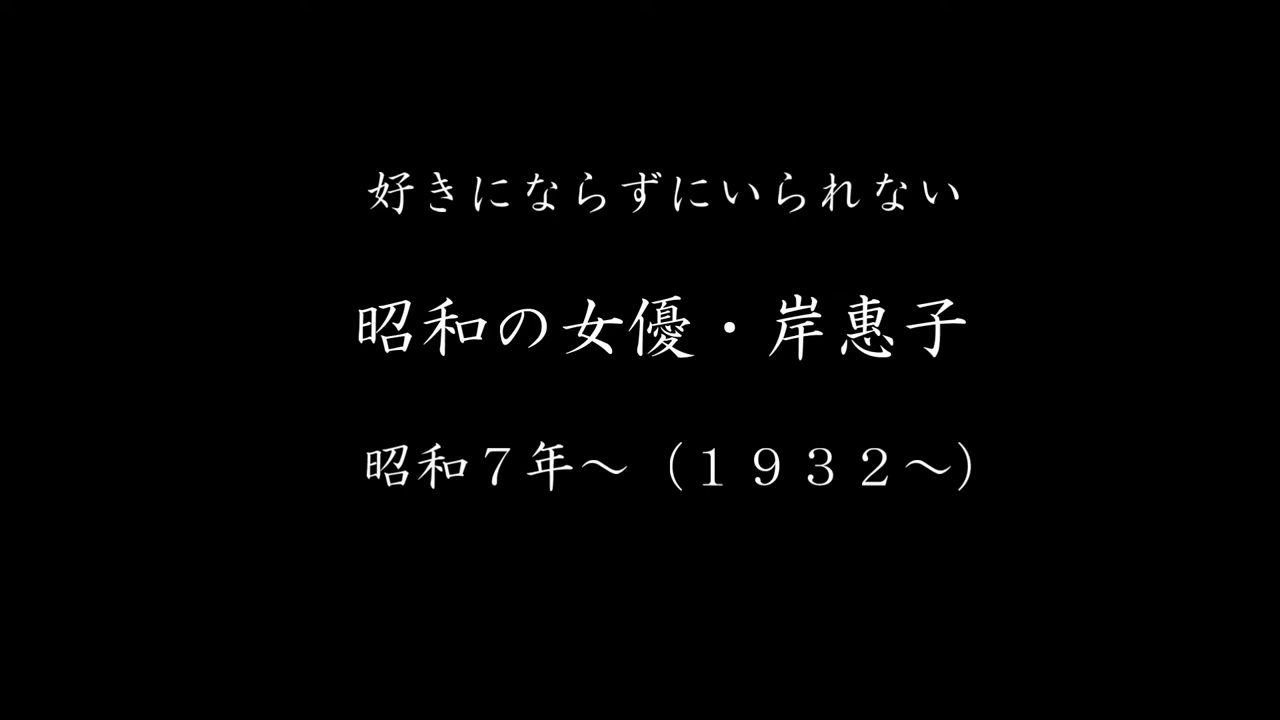 好きにならずにいられない
昭和の女優・岸惠子
昭和７年～（１９３２～）